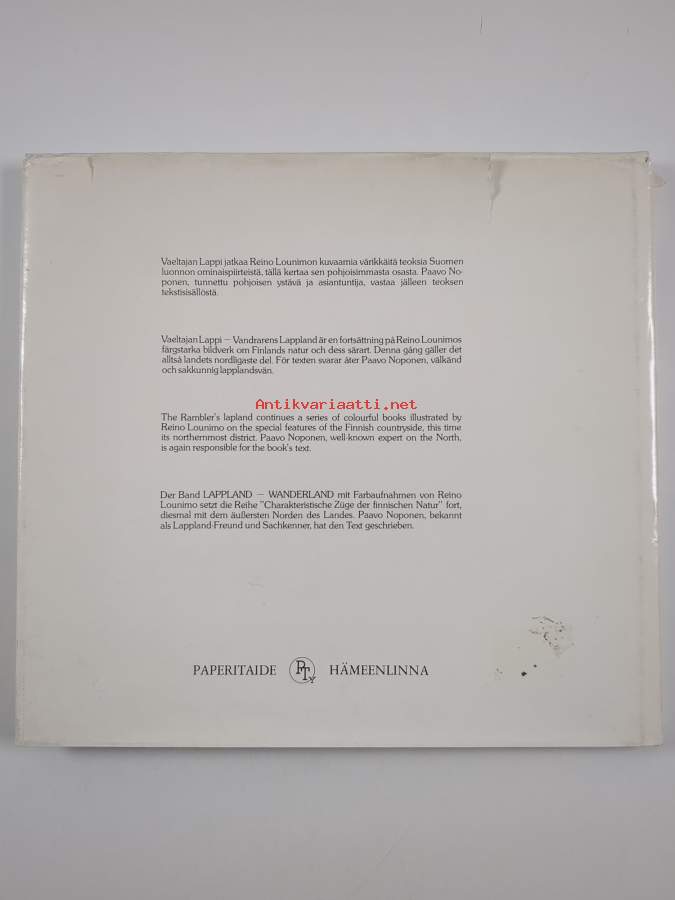 Vaeltajan Lappi jatkaa Reino Lounimon kuvaamia värikkäitä teoksia Suomen
luonnon ominaispiirteistä, tällä kertaa sen pohjoisimmasta osasta. Paavo No-
ponen, tunnettu pohjoisen ystävä ja asiantuntija, vastaa jälleen teoksen
tekstisisällöstä.
Vaeltajan Lappi — Vandrarens Lappland är en fortsättning på Reino Lounimos
färgstarka bildverk om Finlands natur och dess särart. Denna gång gäller det
alltså landets nordligaste del. För texten svarar åter Paavo Noponen, välkänd
och sakkunnig lapplandsvän.
Antikvariaatti.net
The Rambler's lapland continues a series of colourful books illustrated by
Reino Lounimo on the special features of the Finnish countryside, this time
its northernmost district. Paavo Noponen, well-known expert on the North,
is again responsible for the book's text.
Der Band LAPPLAND — WANDERLAND mit Farbaufnahmen von Reino
Lounimo setzt die Reihe "Charakteristische Züge der finnischen Natur" fort,
diesmal mit dem äußersten Norden des Landes. Paavo Noponen, bekannt
als Lappland-Freund und Sachkenner, hat den Text geschrieben.
PAPERITAIDE PTY HÄMEENLINNA